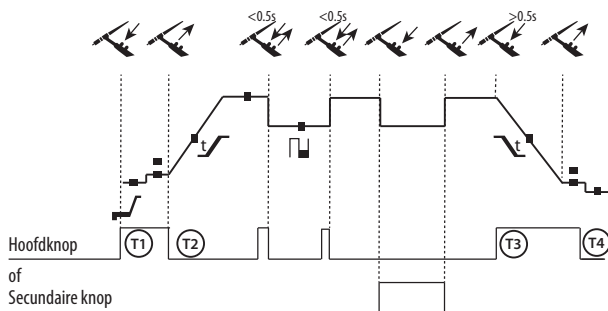 <0.5s <0.5s >0.5s
t t
Hoofdknop T1 T2 T3 T4
of
Secundaire knop